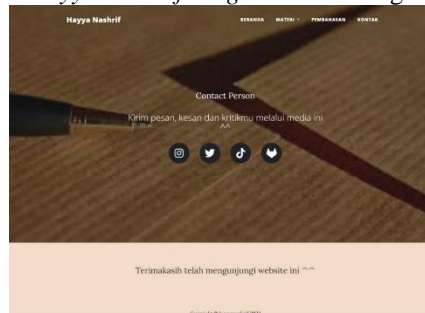 Hayya Nashrif
BERANDA MATERI PEMBAHASAN KONTAK
Contact Person
Kirim pesan, kesan dan kritikmu melalui media ini
^^
Terimakasih telah mengunjungi website ini ^^